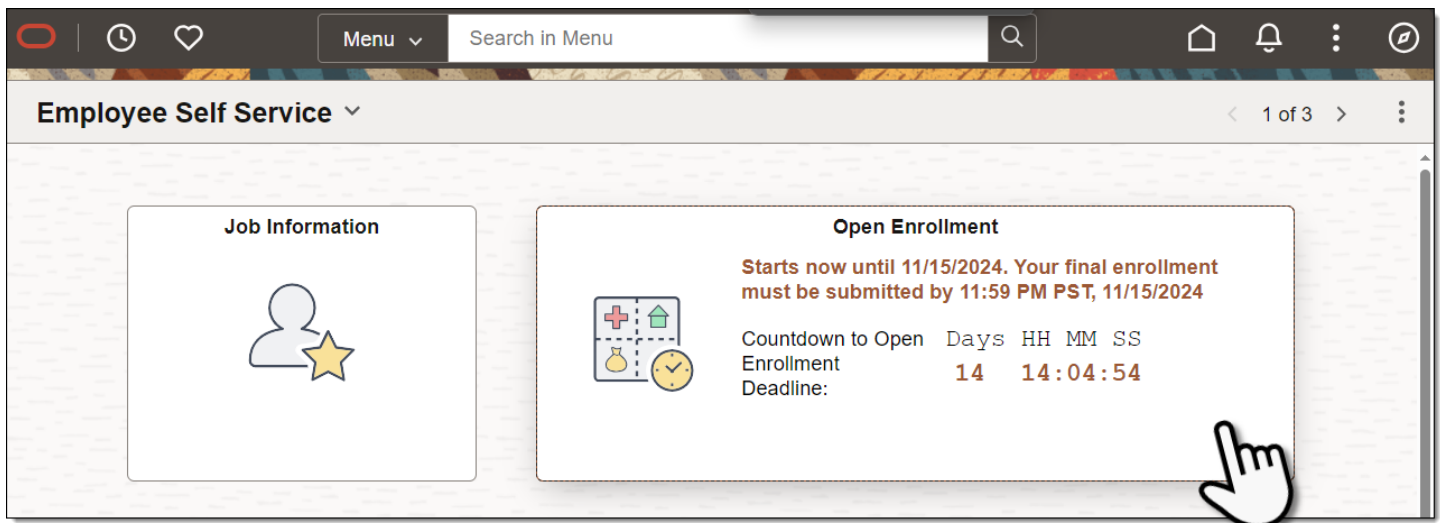 Menu
Search in Menu
Employee Self Service
1 of 3
Job Information
Open Enrollment
Starts now until 11/15/2024. Your final enrollment
must be submitted by 11:59 PM PST, 11/15/2024
Countdown to Open
Enrollment
Deadline:
Days HH MM SS
14 14:04:54